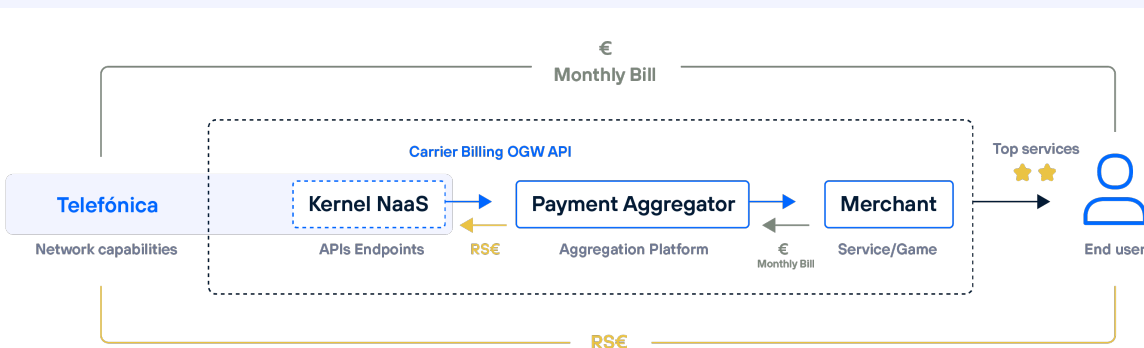 €
Monthly Bill
Carrier Billing OGW API
Top services
Telefónica
Kernel NaaS
Payment Aggregator
Merchant
Network capabilities
APIs Endpoints
RS€
Aggregation Platform
€
Monthly Bill
Service/Game
End user
RS€